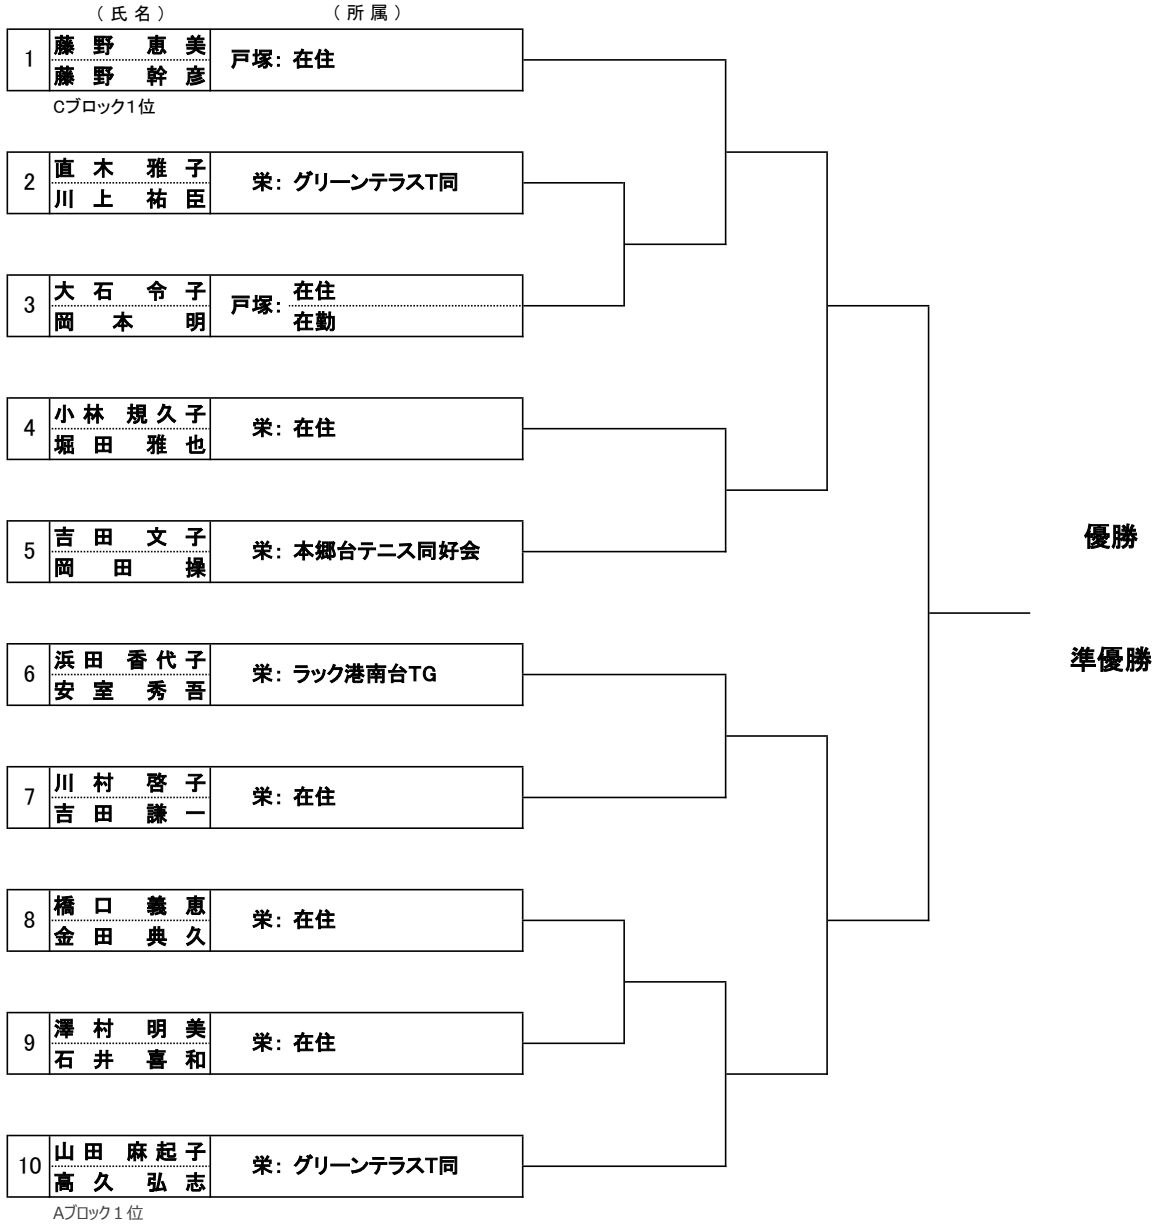 （氏名） （所属）
1 藤野 恵美 戸塚： 在住
藤野 幹彦
Cブロック１位
2 直木 雅子 栄： グリーンテラスT同
川上 祐臣
3 大石 令子 戸塚： 在住
岡本 明 在勤
4 小林 規久子 栄： 在住
堀田 雅也
5 吉田 文子 栄： 本郷台テニス同好会
岡田 操
優勝
6 浜田 香代子 栄： ラック港南台TG
安室 秀吾
準優勝
7 川村 啓子 栄： 在住
吉田 謙一
8 橋口 義恵 栄： 在住
金田 典久
9 澤村 明美 栄： 在住
石井 喜和
10 山田 麻起子 栄： グリーンテラスT同
高久 弘志
Aブロック１位